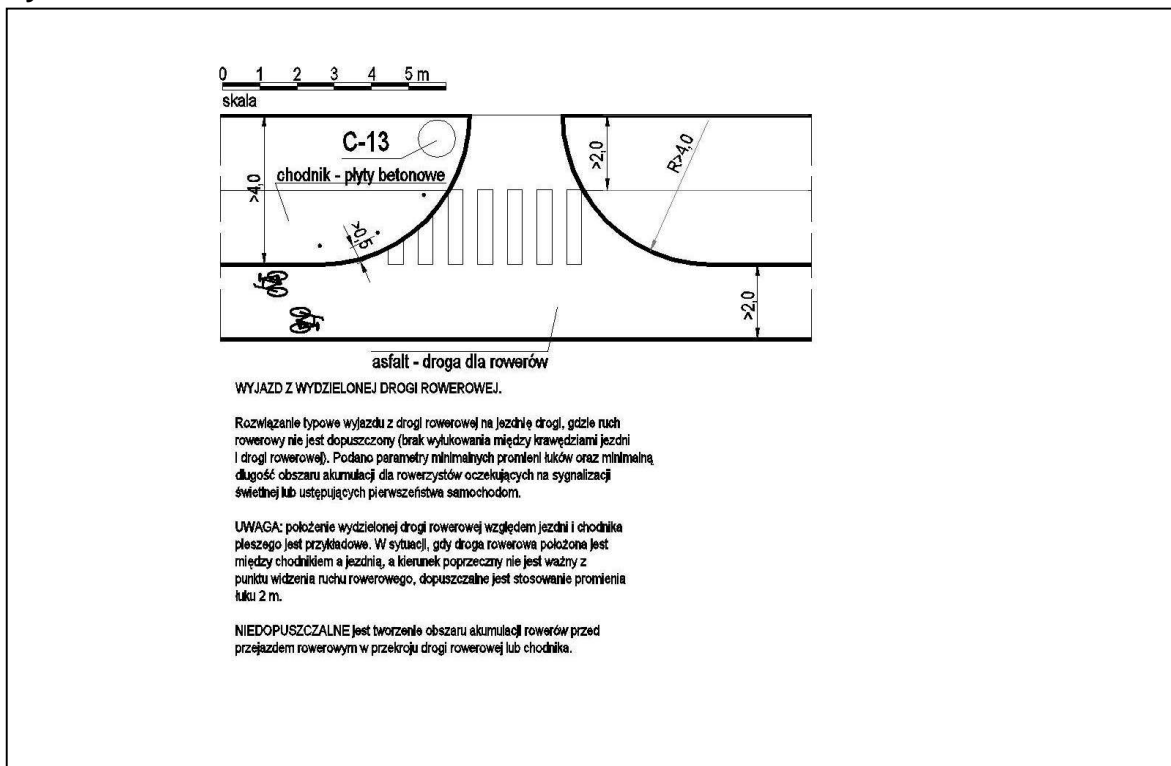 0 1 2 3 4 5 m
skala
C-13
>2,0
R>4,0
chodnik - płyty betonowe
>4,0
>0,5
>2,0
asfalt - droga dla rowerów
WYJAZD Z WYDZIELONEJ DROGI ROWEROWEJ.
Rozwiązanie typowe wyjazdu z drogi rowerowej na jezdnię drogi, gdzie ruch
rowerowy nie jest dopuszczony (brak wyłukowania między krawędziami jezdni
i drogi rowerowej). Podano parametry minimalnych promieni łuków oraz minimalną
długość obszaru akumulacji dla rowerzystów oczekujących na sygnalizacji
świetlnej lub ustępujących pierwszeństwa samochodom.
UWAGA: położenie wydzielonej drogi rowerowej względem jezdni i chodnika
pieszego jest przykładowe. W sytuacji, gdy droga rowerowa położona jest
między chodnikiem a jezdnią, a kierunek poprzeczny nie jest ważny z
punktu widzenia ruchu rowerowego, dopuszczalne jest stosowanie promienia
łuku 2 m.
NIEDOPUSZCZALNE jest tworzenie obszaru akumulacji rowerów przed
przejazdem rowerowym w przekroju drogi rowerowej lub chodnika.